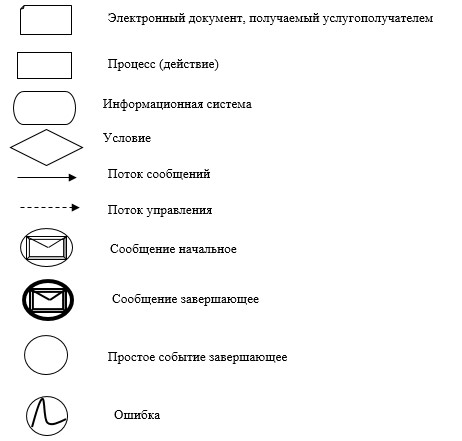 Электронный документ, получаемый услугополучателем
Процесс (действие)
Информационная система
Условие
Поток сообщений
Поток управления
Сообщение начальное
Сообщение завершающее
Простое событие завершающее
Ошибка